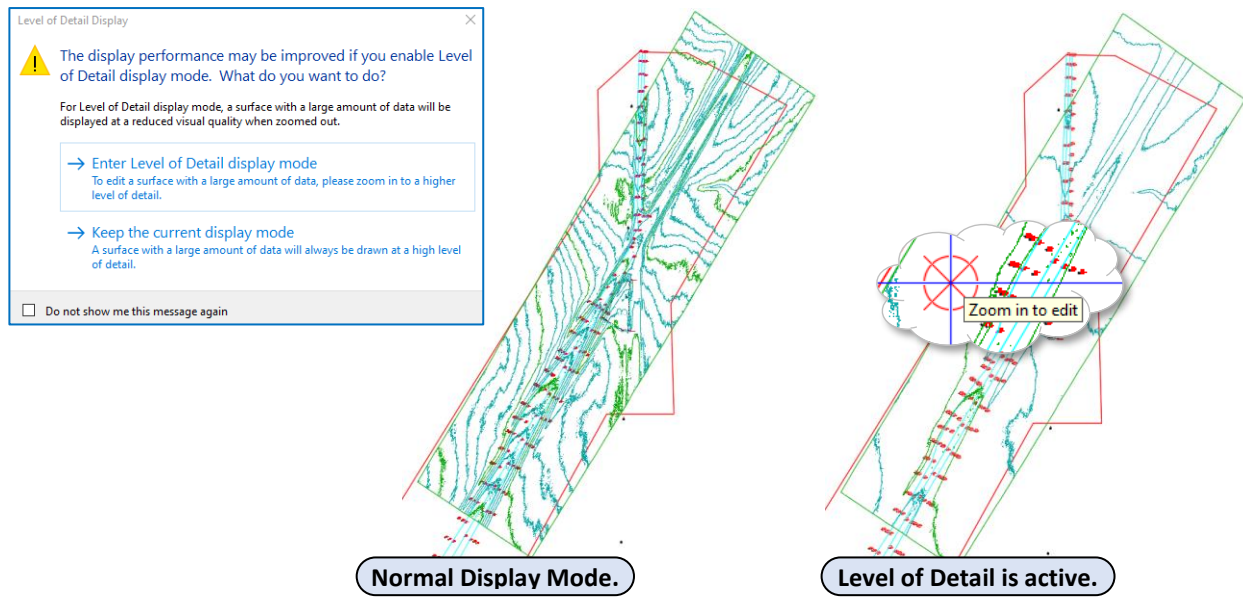 Level of Detail Display
The display performance may be improved if you enable Level
of Detail display mode. What do you want to do?
For Level of Detail display mode, a surface with a large amount of data will be
displayed at a reduced visual quality when zoomed out.
→ Enter Level of Detail display mode
To edit a surface with a large amount of data, please zoom in to a higher
level of detail.
→ Keep the current display mode
A surface with a large amount of data will always be drawn at a high level
of detail.
Do not show me this message again
Zoom in to edit
Normal Display Mode.
Level of Detail is active.